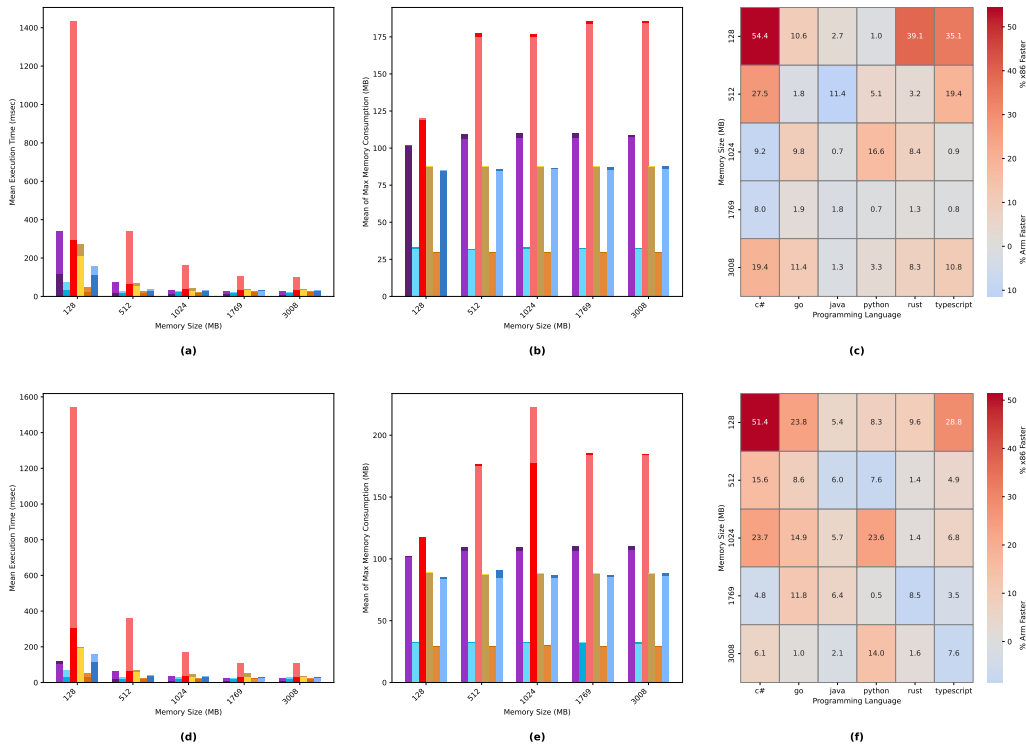 Mean Execution Time (msec)
1400
1200
1000
800
600
400
200
0
128
512
1024
1769
3008
Memory Size (MB)
(a)
Mean of Max Memory Consumption (MB)
175
150
125
100
75
50
25
0
128
512
1024
1769
3008
Memory Size (MB)
(b)
Memory Size (MB)
128 54.4 10.6 2.7 1.0 39.1 35.1
512 27.5 1.8 11.4 5.1 3.2 19.4
1024 9.2 9.8 0.7 16.6 8.4 0.9
1769 8.0 1.9 1.8 0.7 1.3 0.8
3008 19.4 11.4 1.3 3.3 8.3 10.8
c# go java python rust typescript
Programming Language
50
40
30
20
10
0
10
% x86 Faster
% Arm Faster
(c)
Mean Execution Time (msec)
1600
1400
1200
1000
800
600
400
200
0
128
512
1024
1769
3008
Memory Size (MB)
(d)
Mean of Max Memory Consumption (MB)
200
150
100
50
0
128
512
1024
1769
3008
Memory Size (MB)
(e)
Memory Size (MB)
128 51.4 23.8 5.4 8.3 9.6 28.8
512 15.6 8.6 6.0 7.6 1.4 4.9
1024 23.7 14.9 5.7 23.6 1.4 6.8
1769 4.8 11.8 6.4 0.5 8.5 3.5
3008 6.1 1.0 2.1 14.0 1.6 7.6
c# go java python rust typescript
Programming Language
50
40
30
20
10
0
% x86 Faster
% Arm Faster
(f)